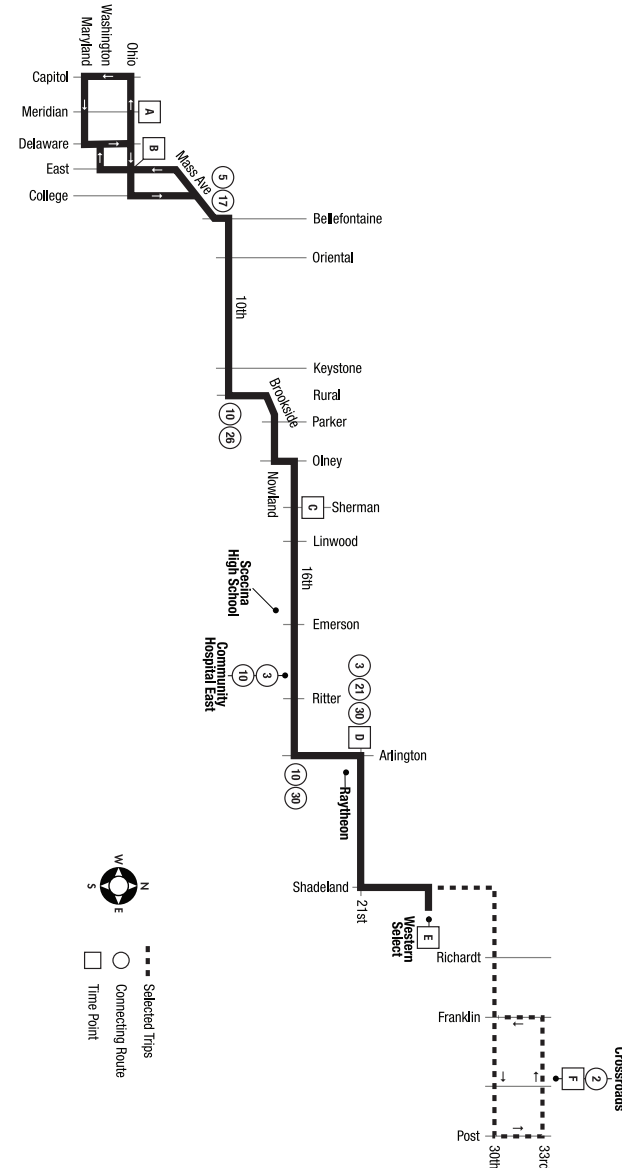 Ohio
Washington
Maryland
Capitol
Meridian
A
Delaware
B
East
College
Mass Ave
5
17
Bellefontaine
Oriental
10th
Keystone
Rural
Brookside
10
26
Parker
Olney
Nowland
C
Sherman
Linwood
16th
Scecina
High School
Emerson
Community
Hospital East
3
10
Ritter
3
21
30
D
Arlington
10
30
Raytheon
Shadeland
21st
Western
Select
E
Richardt
Franklin
Crossroads
2
F
Post
30th
33rd
N
E
S
W
Selected Trips
Connecting Route
Time Point